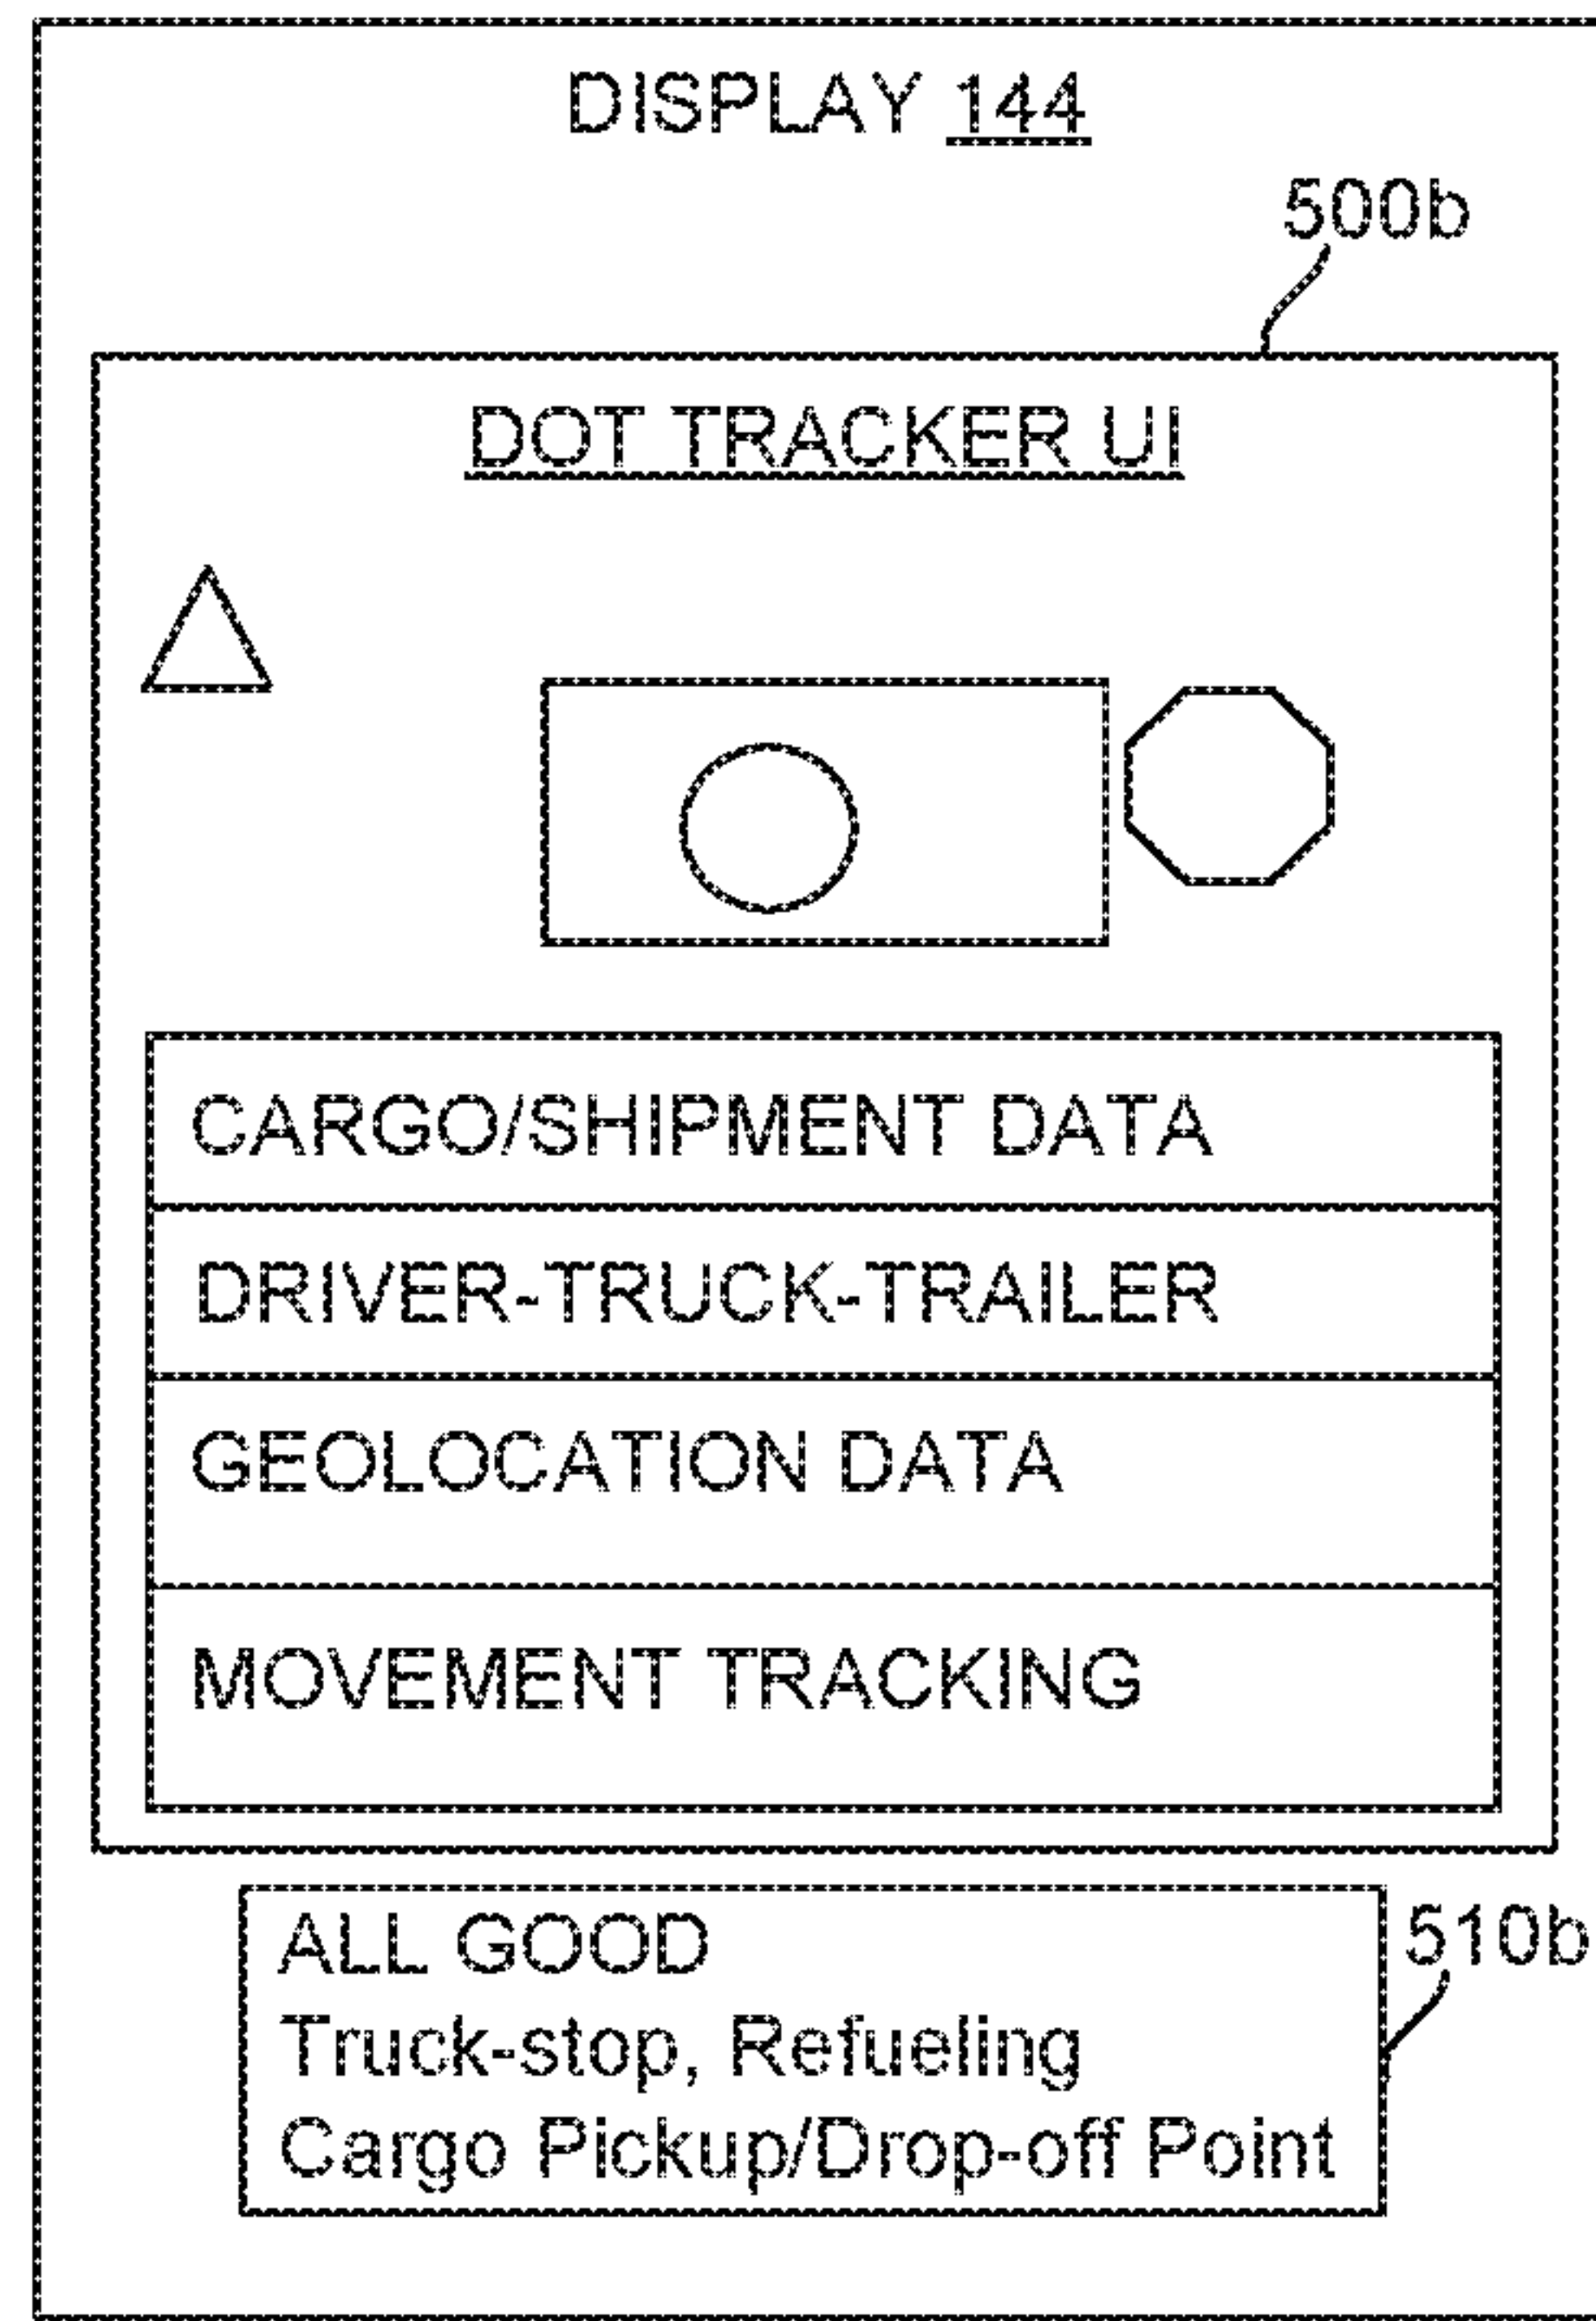 DISPLAY 144
500b
DOT TRACKER UI
CARGO/SHIPMENT DATA
DRIVER-TRUCK-TRAILER
GEOLOCATION DATA
MOVEMENT TRACKING
ALL GOOD
510b
Truck-stop, Refueling
Cargo Pickup/Drop-off Point